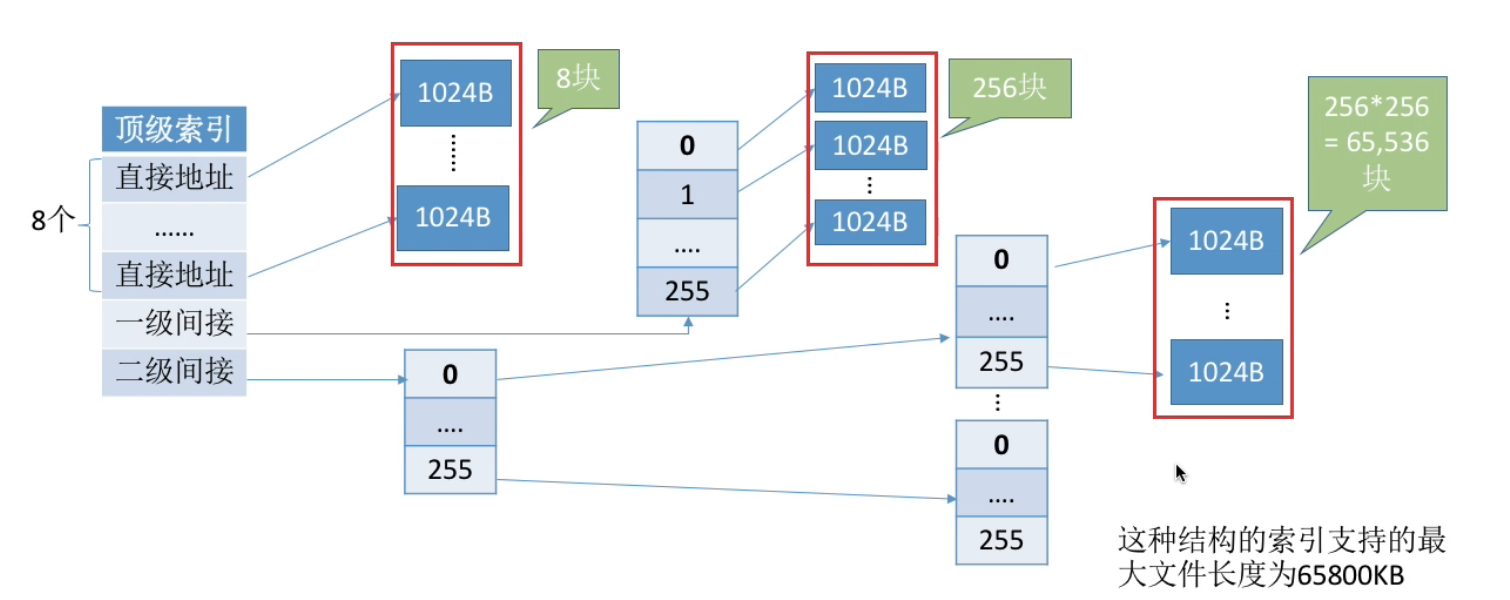 顶级索引
直接地址
......
直接地址
一级间接
二级间接
8个
1024B
1024B
8块
0
1
....
255
1024B
1024B
1024B
256块
0
....
255
0
....
255
0
....
255
1024B
1024B
256*256
= 65,536
块
这种结构的索引支持的最
大文件长度为65800KB